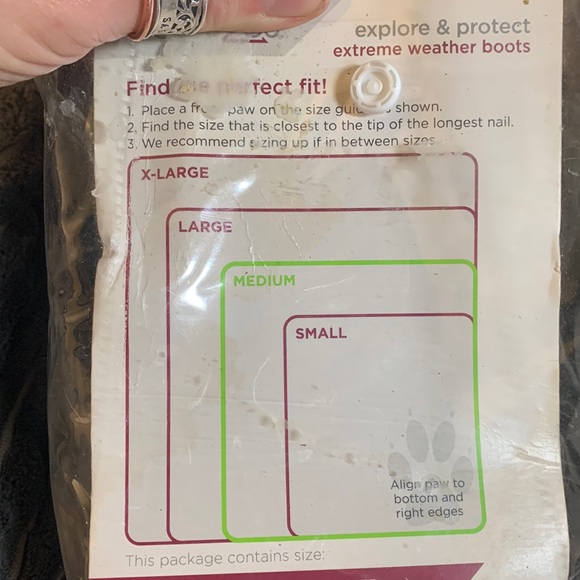 explore & protect
extreme weather boots
Find perfect fit!
1. Place a paw on the size shown.
2. Find the size that is closest to the tip of the longest nail.
3. We recommend sizing up if in between sizes
X-LARGE
LARGE
MEDIUM
SMALL
Align paw to
bottom and
right edges
This package contains size: